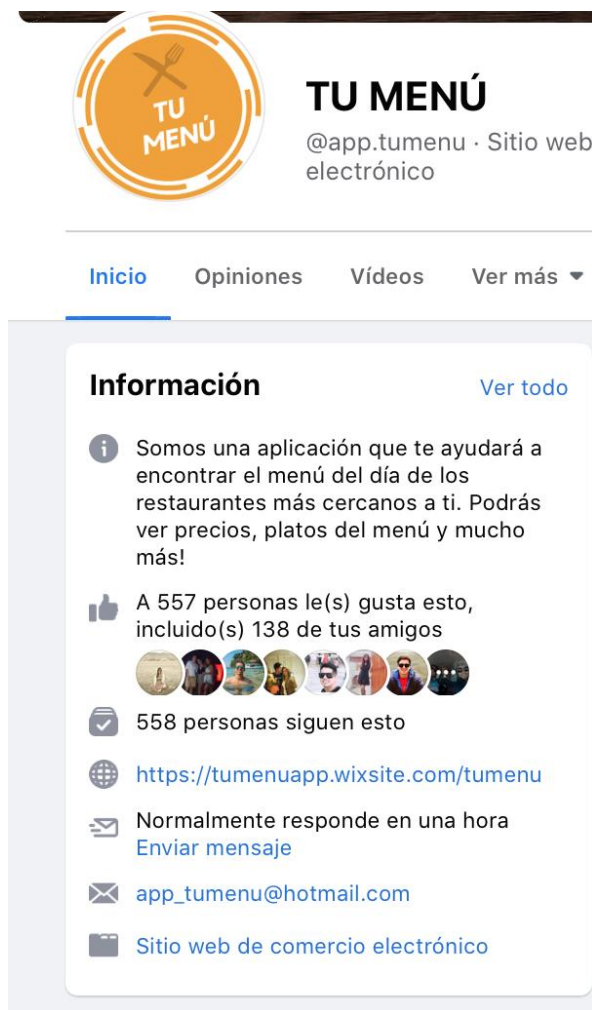 TU
MENÚ
TU MENÚ
@app.tumenu · Sitio web
electrónico
Inicio Opiniones Vídeos Ver más
Información Ver todo
Somos una aplicación que te ayudará a
encontrar el menú del día de los
restaurantes más cercanos a ti. Podrás
ver precios, platos del menú y mucho
más!
A 557 personas le(s) gusta esto,
incluido(s) 138 de tus amigos
558 personas siguen esto
https://tumenuapp.wixsite.com/tumenu
Normalmente responde en una hora
Enviar mensaje
app_tumenu@hotmail.com
Sitio web de comercio electrónico